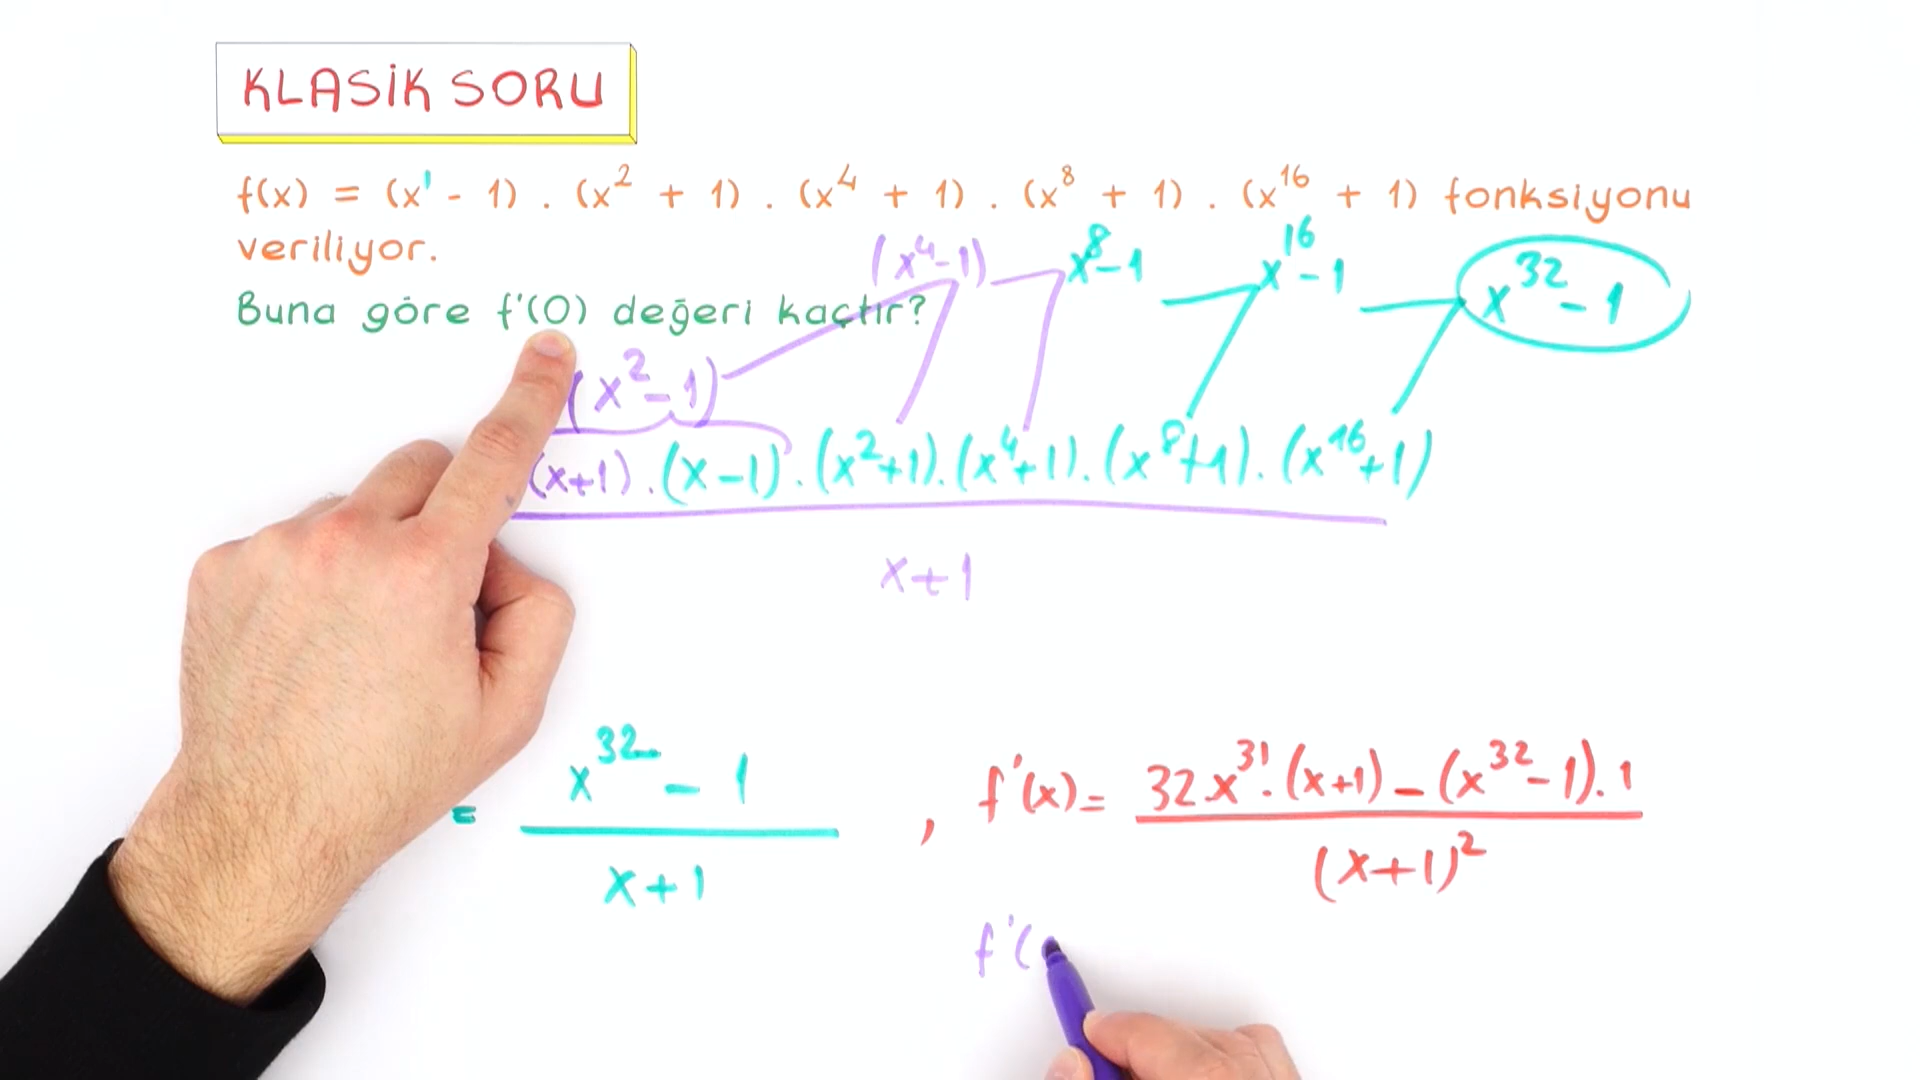 KLASİK SORU
f(x) = (x¹ - 1) . (x² + 1) . (x⁴ + 1) . (x⁸ + 1) . (x¹⁶ + 1) fonksiyonu
veriliyor.
(x⁴-1) x⁸-1 x¹⁶-1 x³²-1
Buna göre f'(0) değeri kaçtır?
(x²-1)
(x+1).(x-1).(x²+1).(x⁴+1).(x⁸+1).(x¹⁶+1)
x+1
= x³² - 1 , f'(x) = 32x³¹.(x+1) - (x³²-1).1
x+1 (x+1)²
f'(